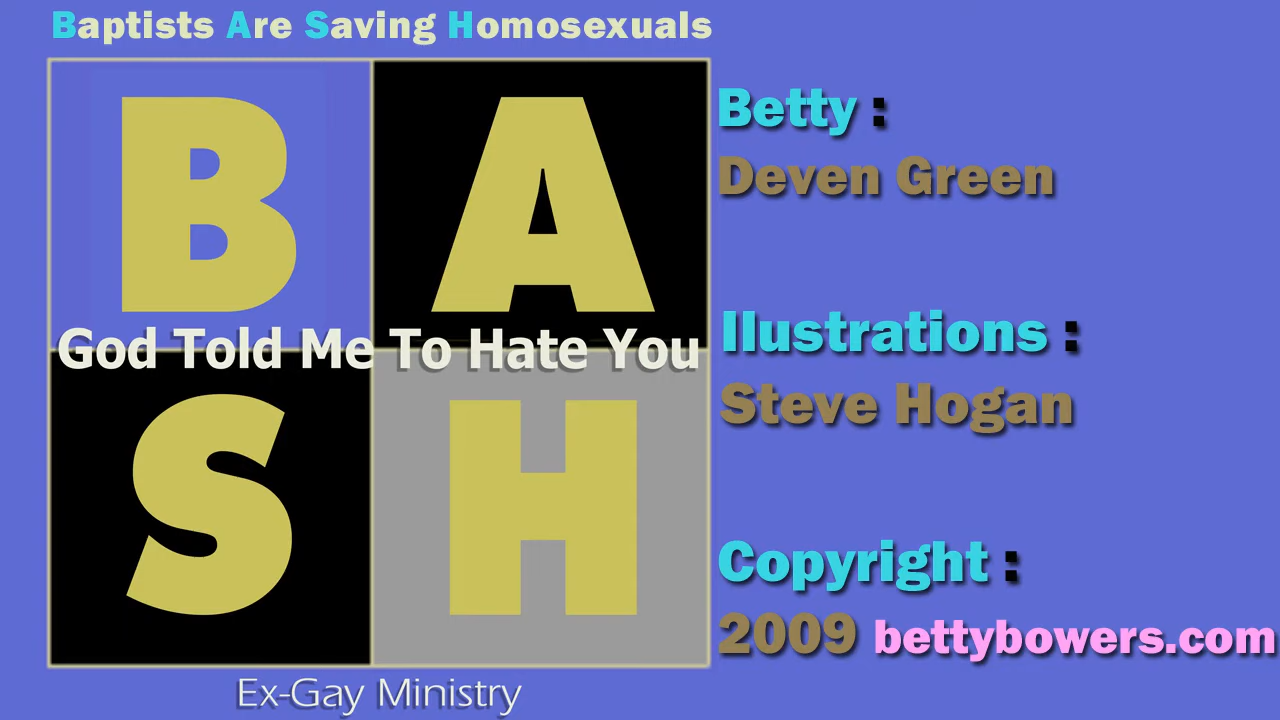 Baptists Are Saving Homosexuals
B A
God Told Me To Hate You
S H
Ex-Gay Ministry
Betty :
Deven Green
Ilustrations :
Steve Hogan
Copyright :
2009 bettybowers.com